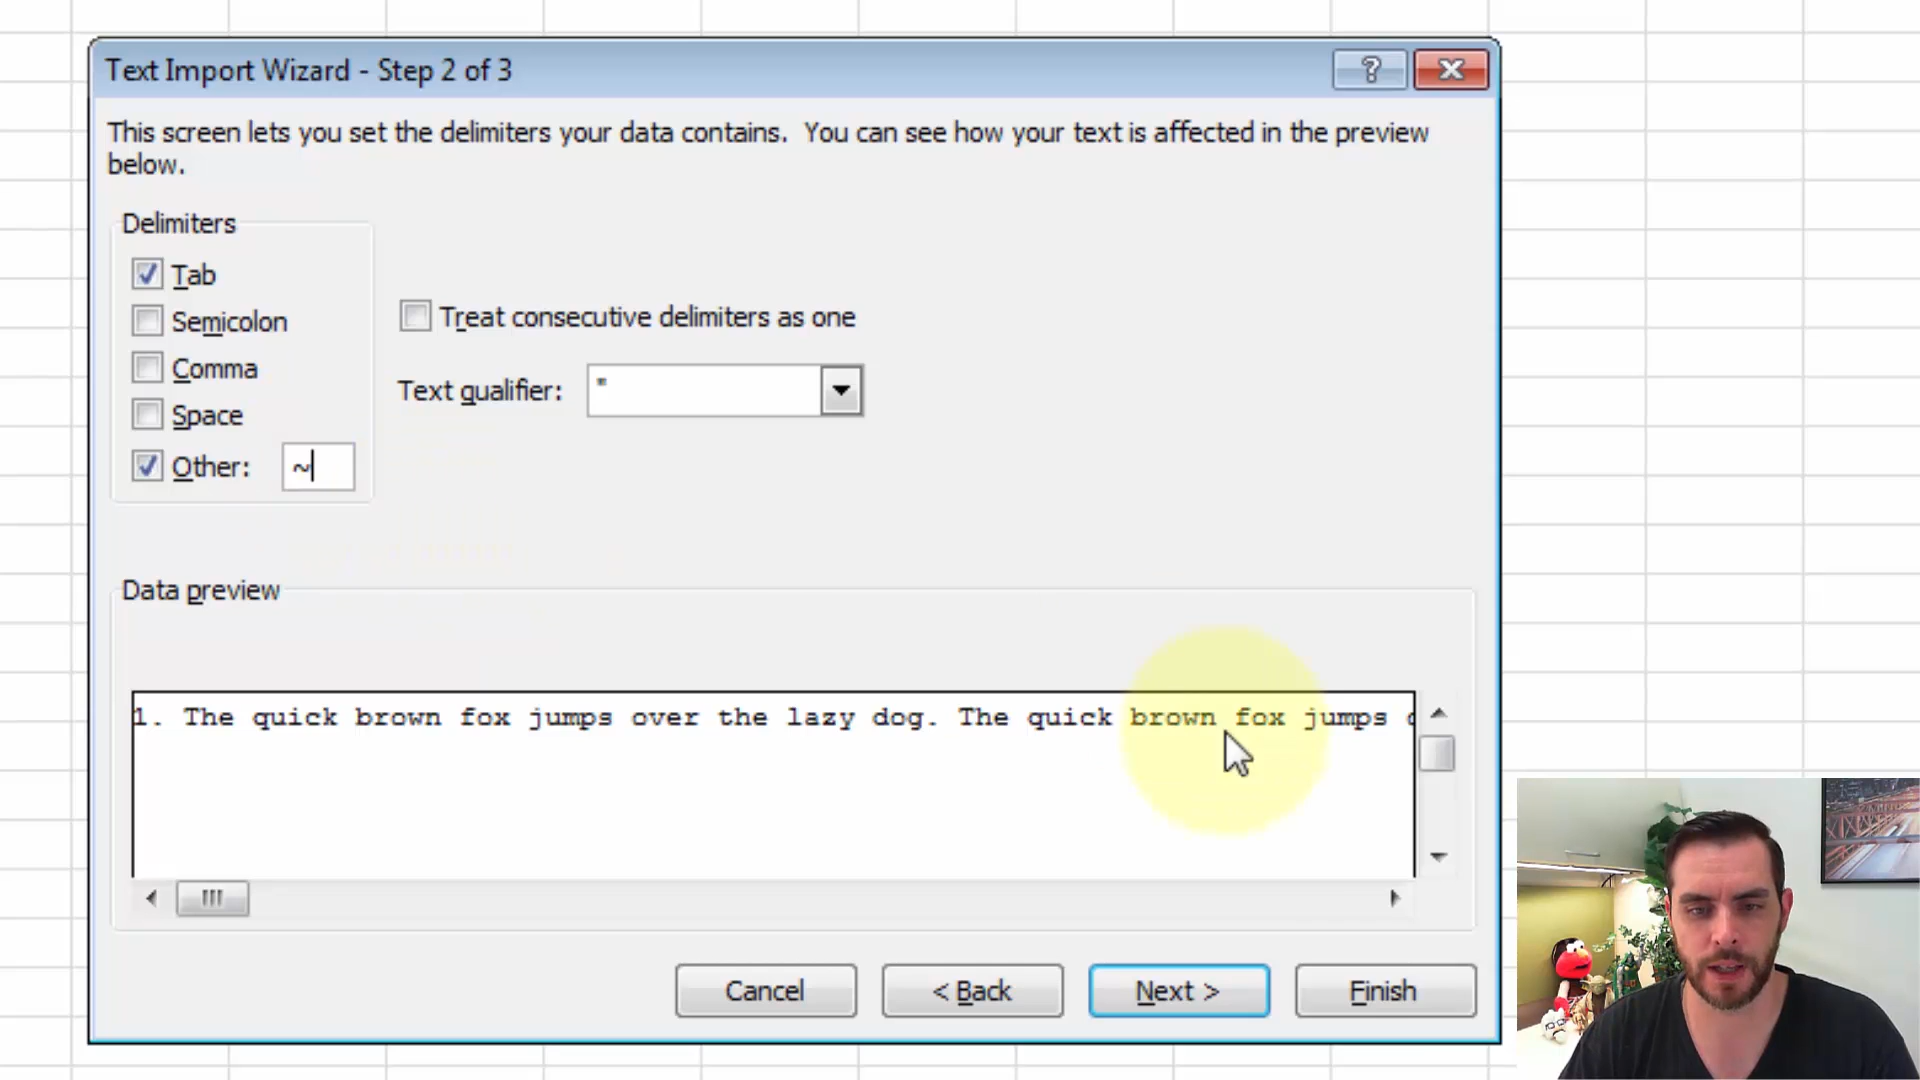 Text Import Wizard - Step 2 of 3
?
This screen lets you set the delimiters your data contains.  You can see how your text is affected in the preview
below.
Delimiters
Tab
Semicolon
Comma
Space
Other: ~
Treat consecutive delimiters as one
Text qualifier: "
Data preview
1. The quick brown fox jumps over the lazy dog. The quick brown fox jumps
Cancel
< Back
Next >
Finish